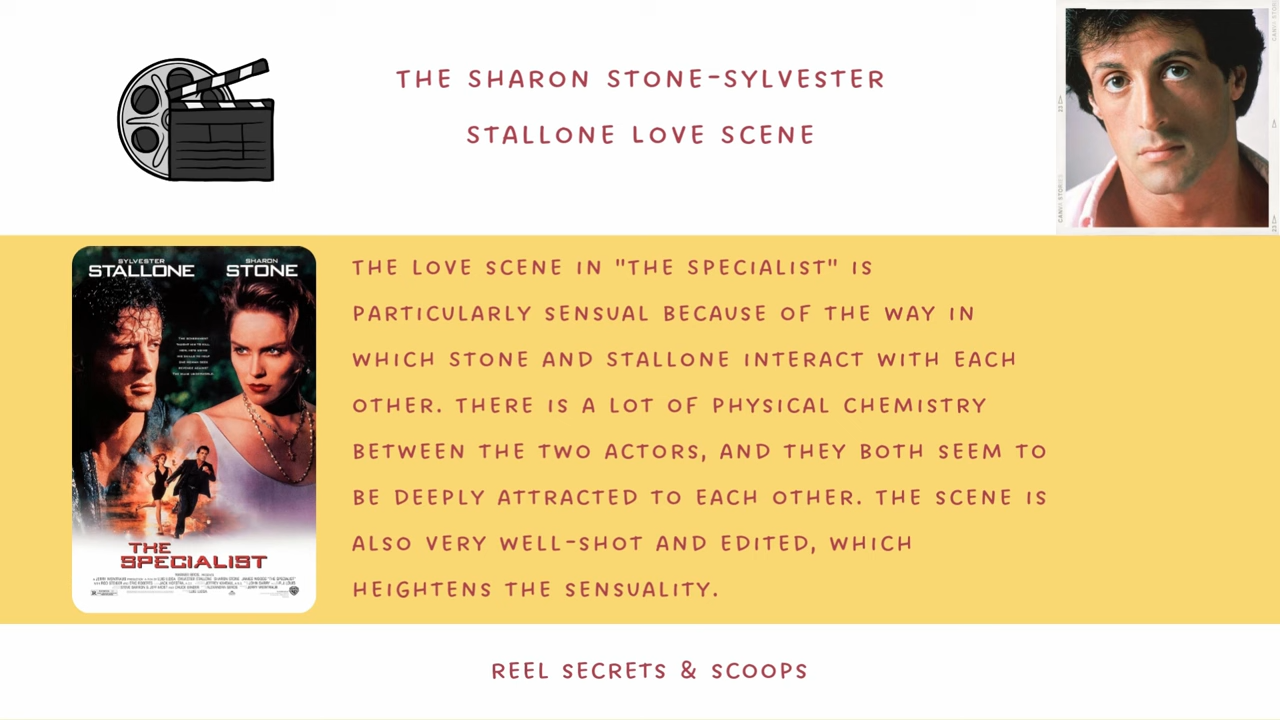 THE SHARON STONE-SYLVESTER
STALLONE LOVE SCENE
SYLVESTER
STALLONE
SHARON
STONE
THE LOVE SCENE IN "THE SPECIALIST" IS
PARTICULARLY SENSUAL BECAUSE OF THE WAY IN
WHICH STONE AND STALLONE INTERACT WITH EACH
OTHER. THERE IS A LOT OF PHYSICAL CHEMISTRY
BETWEEN THE TWO ACTORS, AND THEY BOTH SEEM TO
BE DEEPLY ATTRACTED TO EACH OTHER. THE SCENE IS
ALSO VERY WELL-SHOT AND EDITED, WHICH
HEIGHTENS THE SENSUALITY.
THE
SPECIALIST
REEL SECRETS & SCOOPS